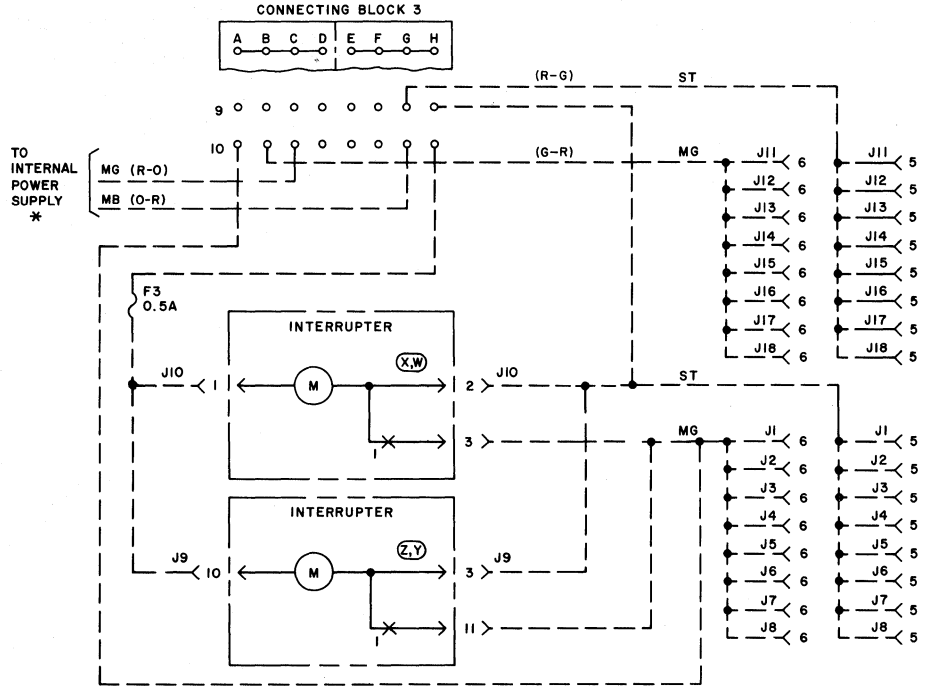 CONNECTING BLOCK 3
A B C D E F G H
(R-G) ST
9
10
TO
INTERNAL
POWER
SUPPLY
*
MG (R-O)
MB (O-R)
(G-R) MG
J11 6 J11 5
J12 6 J12 5
J13 6 J13 5
J14 6 J14 5
J15 6 J15 5
J16 6 J16 5
J17 6 J17 5
J18 6 J18 5
F3
0.5A
INTERRUPTER
(X,W)
J10 1 M 2 J10
ST
1 3
MG
J1 6 J1 5
J2 6 J2 5
J3 6 J3 5
J4 6 J4 5
J5 6 J5 5
J6 6 J6 5
J7 6 J7 5
J8 6 J8 5
INTERRUPTER
(Z,Y)
J9 10 M 3 J9
1 11